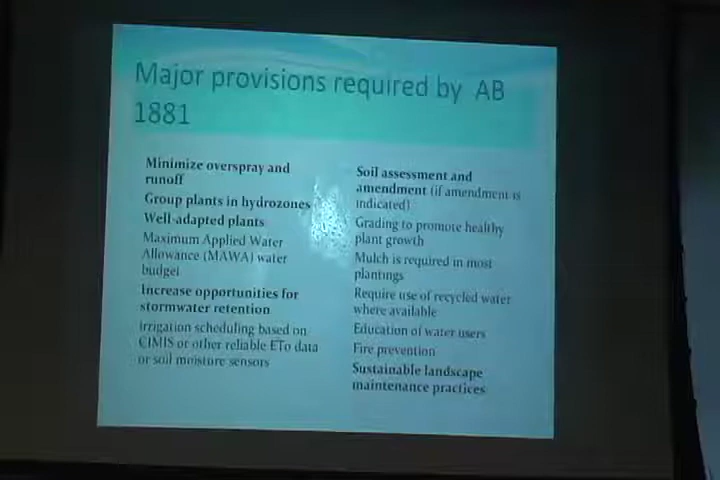 Major provisions required by AB
1881
Minimize overspray and
runoff
Group plants in hydrozones
Well-adapted plants
Maximum Applied Water
Allowance (MAWA) water
budget
Increase opportunities for
stormwater retention
Irrigation scheduling based on
CIMIS or other reliable ETo data
or soil moisture sensors
Soil assessment and
amendment (if amendment is
indicated)
Grading to promote healthy
plant growth
Mulch is required in most
plantings
Require use of recycled water
where available
Education of water users
Fire prevention
Sustainable landscape
maintenance practices